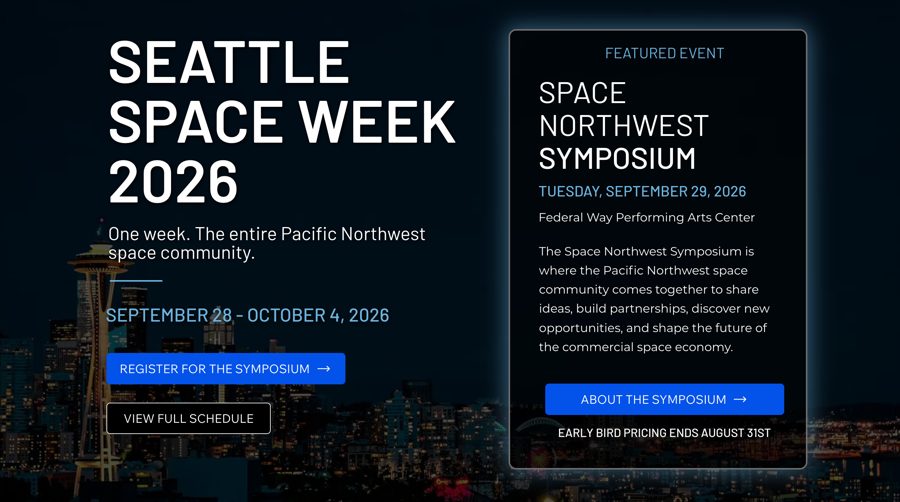 SEATTLE
SPACE WEEK
2026
One week. The entire Pacific Northwest
space community.
SEPTEMBER 28 - OCTOBER 4, 2026
REGISTER FOR THE SYMPOSIUM →
VIEW FULL SCHEDULE
FEATURED EVENT
SPACE
NORTHWEST
SYMPOSIUM
TUESDAY, SEPTEMBER 29, 2026
Federal Way Performing Arts Center
The Space Northwest Symposium is
where the Pacific Northwest space
community comes together to share
ideas, build partnerships, discover new
opportunities, and shape the future of
the commercial space economy.
ABOUT THE SYMPOSIUM →
EARLY BIRD PRICING ENDS AUGUST 31ST